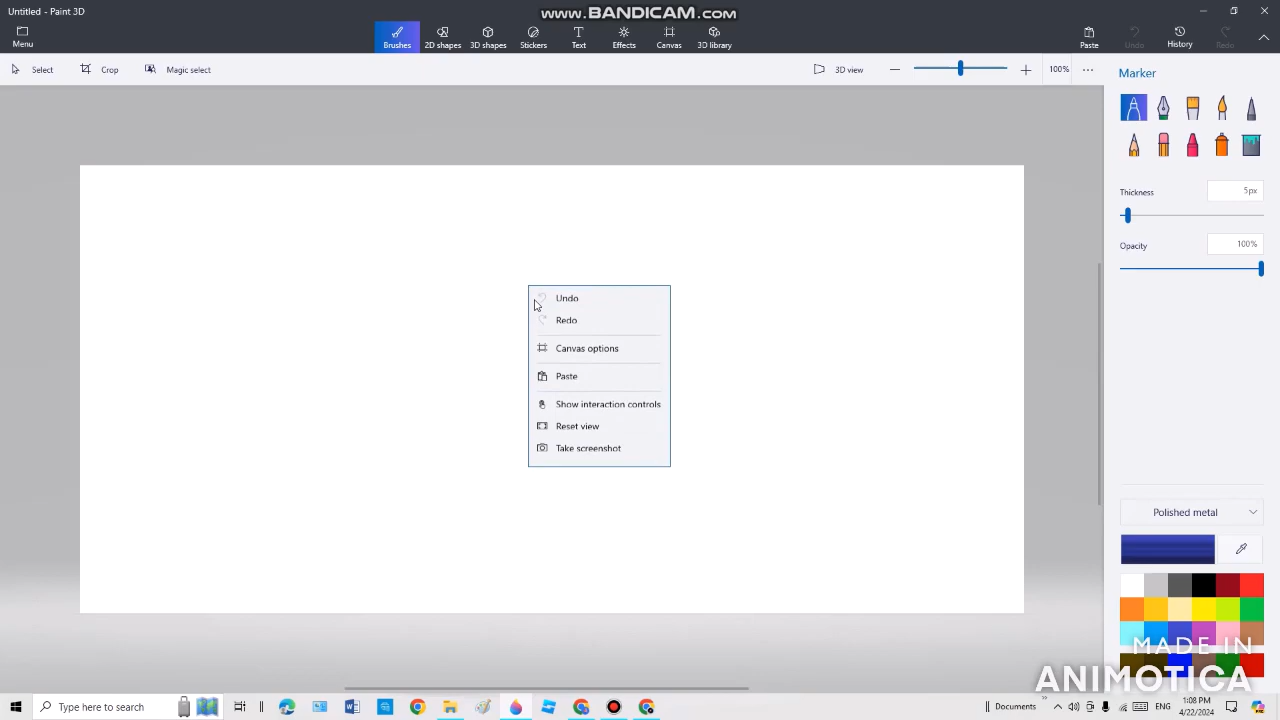 Untitled - Paint 3D
www.BANDICAM.com
Menu
Brushes
2D shapes
3D shapes
Stickers
Text
Effects
Canvas
3D library
Paste
Undo
History
Redo
Select
Crop
Magic select
3D view
100%
Marker
Thickness
5px
Opacity
100%
Undo
Redo
Canvas options
Paste
Show interaction controls
Reset view
Take screenshot
Polished metal
MADE IN
ANIMOTICA
Type here to search
Documents
1:08 PM
4/22/2024